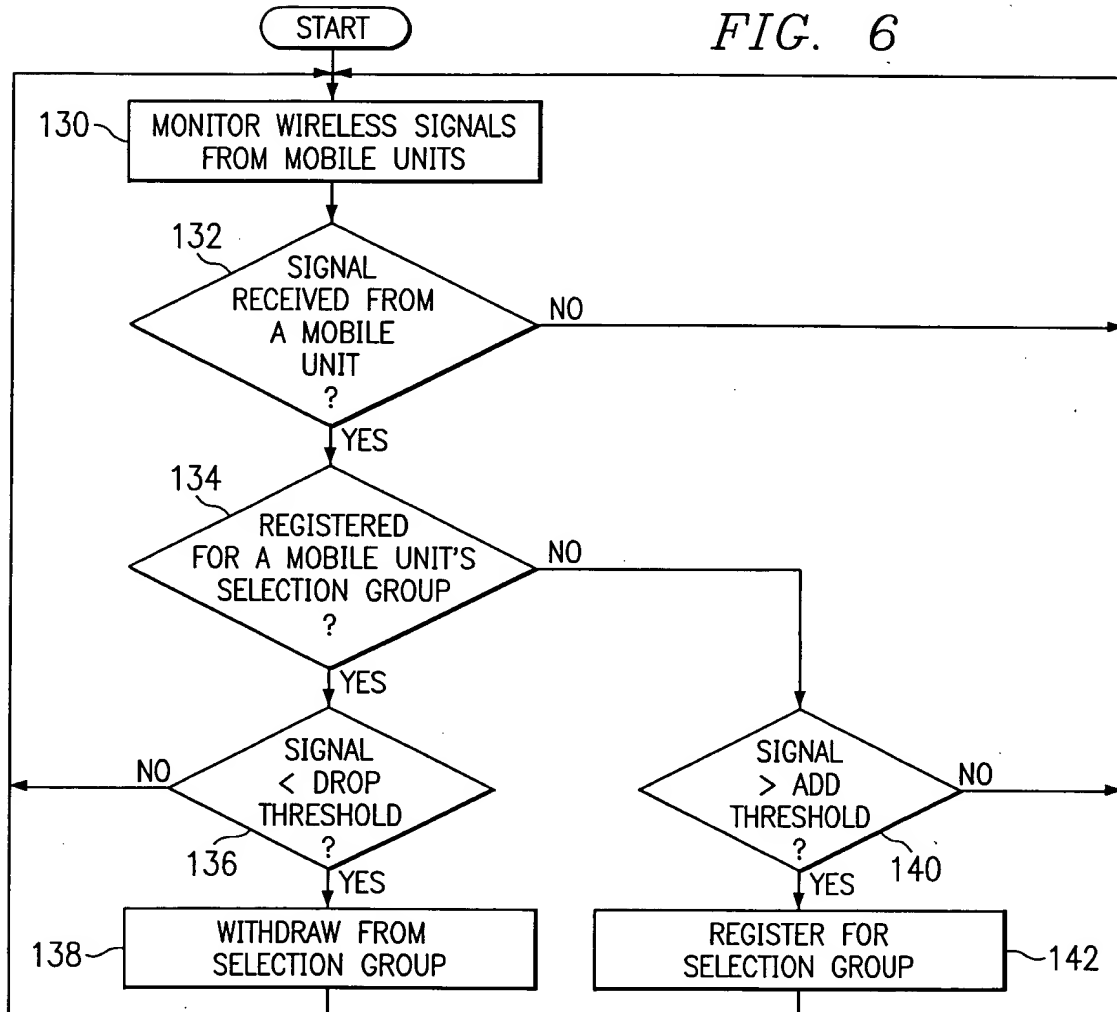 START
FIG. 6
130
MONITOR WIRELESS SIGNALS
FROM MOBILE UNITS
132
SIGNAL
RECEIVED FROM
A MOBILE
UNIT
?
NO
YES
134
REGISTERED
FOR A MOBILE UNIT'S
SELECTION GROUP
?
NO
YES
SIGNAL
< DROP
THRESHOLD
?
NO
136
YES
SIGNAL
> ADD
THRESHOLD
?
NO
140
YES
138
WITHDRAW FROM
SELECTION GROUP
REGISTER FOR
SELECTION GROUP
142